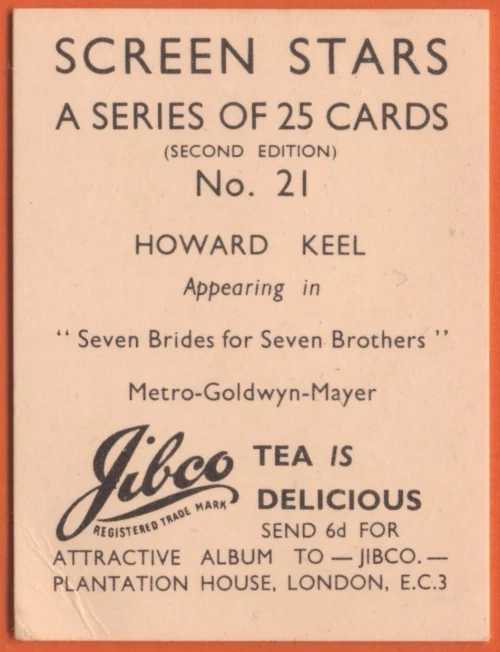 SCREEN STARS
A SERIES OF 25 CARDS
(SECOND EDITION)
No. 21
HOWARD KEEL
Appearing in
“ Seven Brides for Seven Brothers ”
Metro-Goldwyn-Mayer
Jibco
REGISTERED TRADE MARK
TEA IS
DELICIOUS
SEND 6d FOR
ATTRACTIVE ALBUM TO — JIBCO. —
PLANTATION HOUSE, LONDON, E.C.3